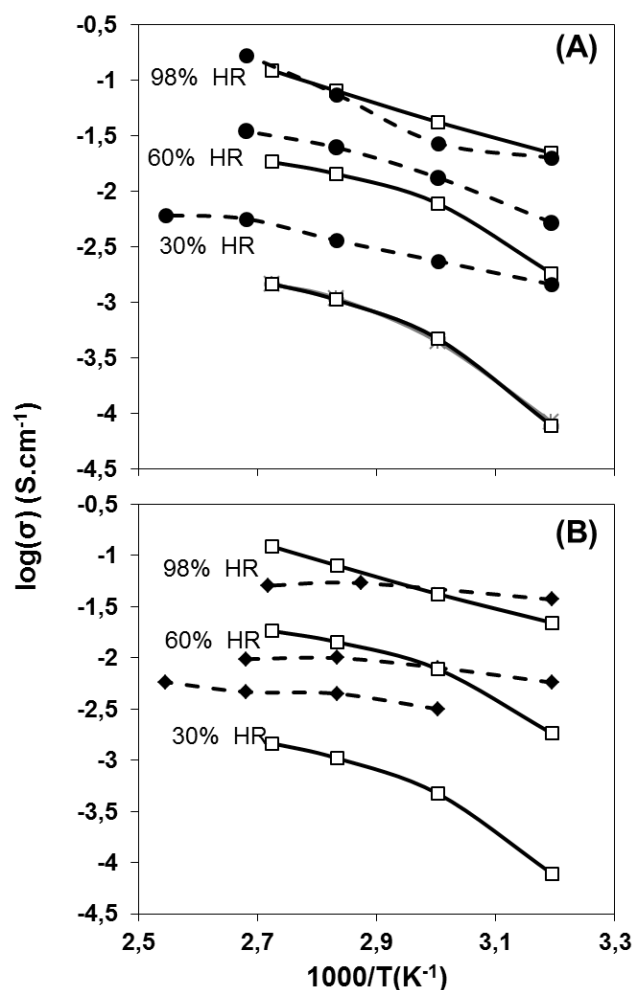 -0,5
(A)
-1
98% HR
-1,5
60% HR
-2
30% HR
-2,5
-3
-3,5
-4
-4,5
log(σ) (S.cm⁻¹)
-0,5
(B)
-1
98% HR
-1,5
60% HR
-2
-2,5
30% HR
-3
-3,5
-4
-4,5
2,5 2,7 2,9 3,1 3,3
1000/T(K⁻¹)